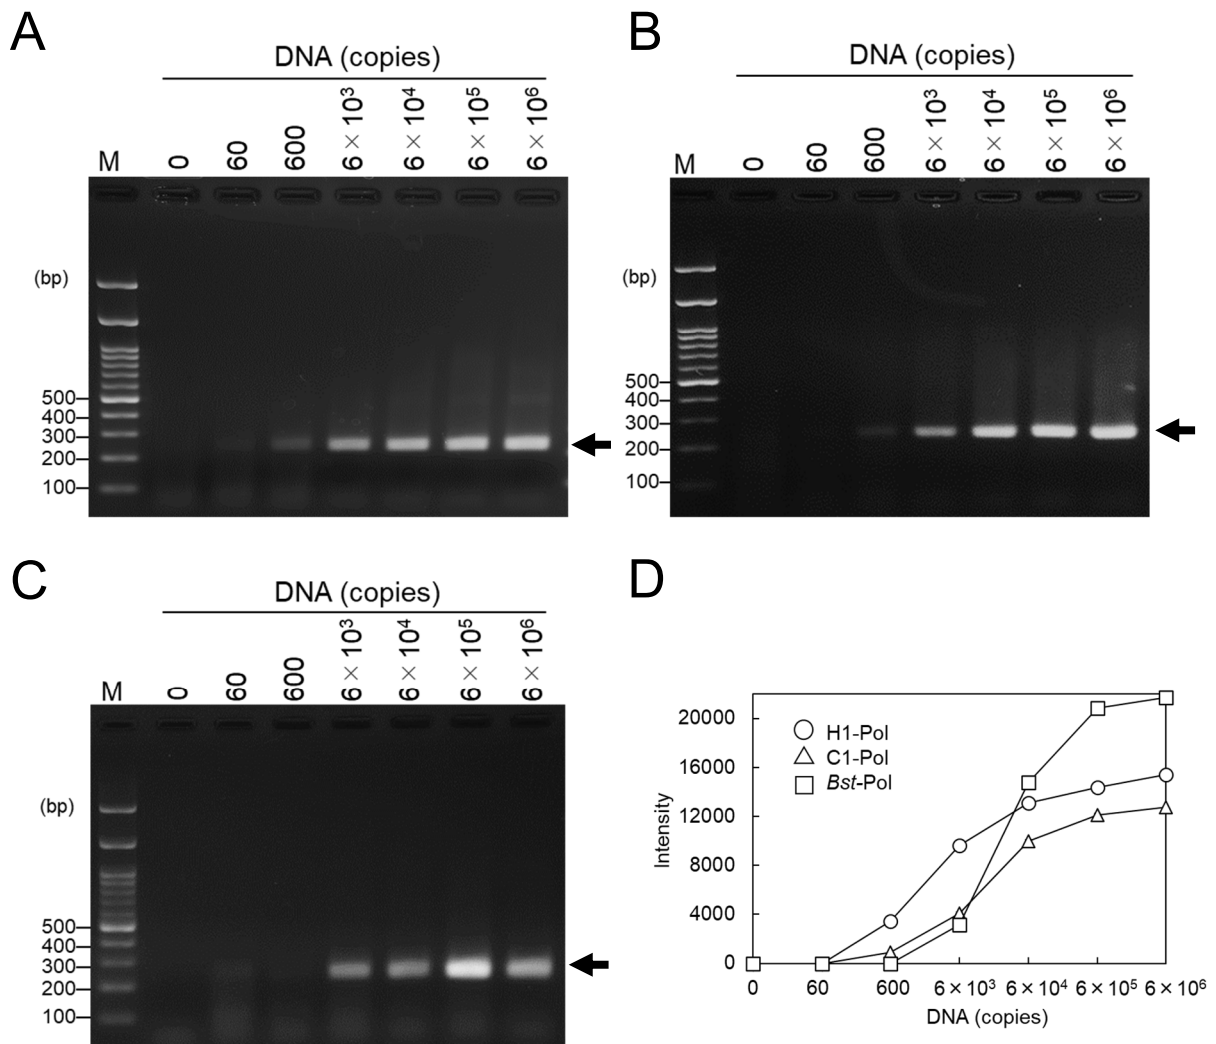 A
DNA (copies)
M 0 60 600 6 × 10³ 6 × 10⁴ 6 × 10⁵ 6 × 10⁶
(bp)
500
400
300
200
100
B
DNA (copies)
M 0 60 600 6 × 10³ 6 × 10⁴ 6 × 10⁵ 6 × 10⁶
(bp)
500
400
300
200
100
C
DNA (copies)
M 0 60 600 6 × 10³ 6 × 10⁴ 6 × 10⁵ 6 × 10⁶
(bp)
500
400
300
200
100
D
Intensity
20000
16000
12000
8000
4000
0
H1-Pol
C1-Pol
Bst-Pol
0 60 600 6 × 10³ 6 × 10⁴ 6 × 10⁵ 6 × 10⁶
DNA (copies)